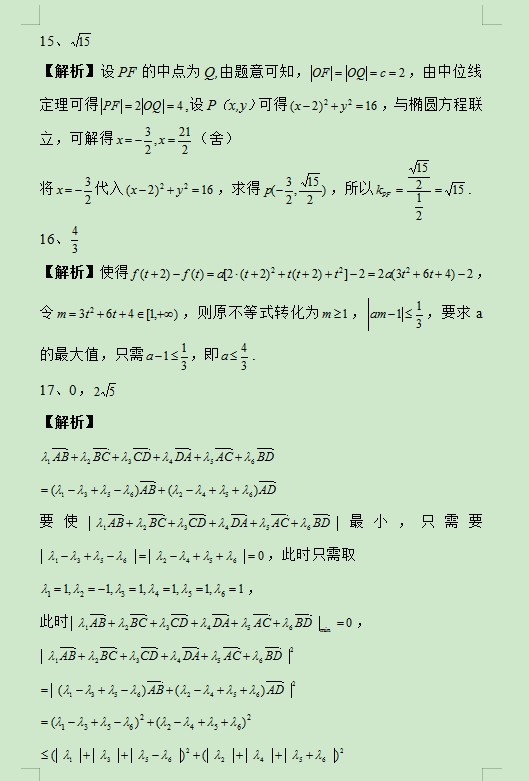 15、√15
【解析】设 PF 的中点为 Q,由题意可知，|OF|=|OQ|=c=2，由中位线
定理可得|PF|=2|OQ|=4,设 P（x,y）可得(x-2)²+y²=16，与椭圆方程联
立，可解得 x=-3/2,x=21/2（舍）
将 x=-3/2 代入 (x-2)²+y²=16，求得 p(-3/2,√15/2)，所以 k_PF=(√15/2)/(1/2)=√15 .
16、4/3
【解析】使得 f(t+2)-f(t)=a[2·(t+2)²+t(t+2)+t²]-2=2a(3t²+6t+4)-2，
令 m=3t²+6t+4∈[1,+∞)，则原不等式转化为 m≥1，|am-1|≤1/3，要求 a
的最大值，只需 a-1≤1/3,即 a≤4/3 .
17、0，2√5
【解析】
λ₁AB+λ₂BC+λ₃CD+λ₄DA+λ₅AC+λ₆BD
=(λ₁-λ₃+λ₅-λ₆)AB+(λ₂-λ₄+λ₅+λ₆)AD
要使|λ₁AB+λ₂BC+λ₃CD+λ₄DA+λ₅AC+λ₆BD|最小，只需要
|λ₁-λ₃+λ₅-λ₆|=|λ₂-λ₄+λ₅+λ₆|=0，此时只需取
λ₁=1,λ₂=-1,λ₃=1,λ₄=1,λ₅=1,λ₆=1，
此时|λ₁AB+λ₂BC+λ₃CD+λ₄DA+λ₅AC+λ₆BD|min=0，
|λ₁AB+λ₂BC+λ₃CD+λ₄DA+λ₅AC+λ₆BD|²
=|(λ₁-λ₃+λ₅-λ₆)AB+(λ₂-λ₄+λ₅+λ₆)AD|²
=(λ₁-λ₃+λ₅-λ₆)²+(λ₂-λ₄+λ₅+λ₆)²
≤(|λ₁|+|λ₃|+|λ₅-λ₆|)²+(|λ₂|+|λ₄|+|λ₅+λ₆|)²